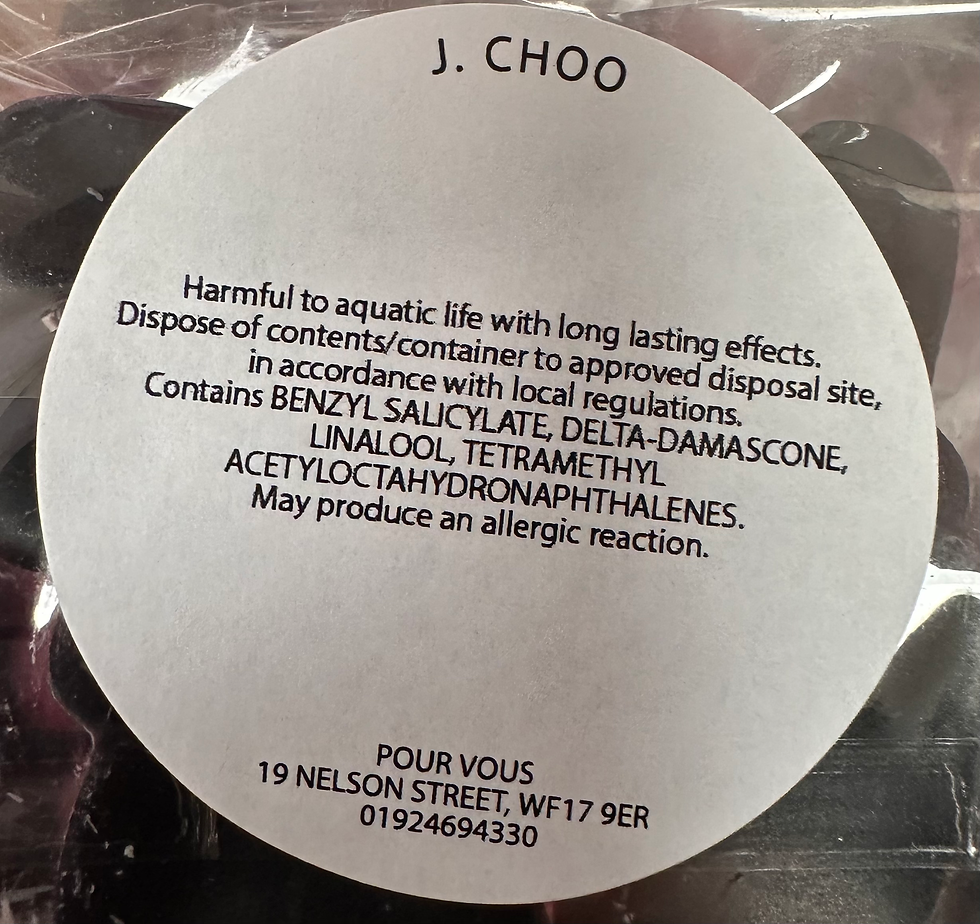 J. CHOO
Harmful to aquatic life with long lasting effects.
Dispose of contents/container to approved disposal site,
in accordance with local regulations.
Contains BENZYL SALICYLATE, DELTA-DAMASCONE,
LINALOOL, TETRAMETHYL
ACETYLOCTAHYDRONAPHTHALENES.
May produce an allergic reaction.
POUR VOUS
19 NELSON STREET, WF17 9ER
01924694330